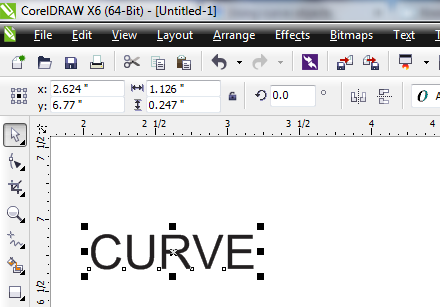 CorelDRAW X6 (64-Bit) - [Untitled-1]
File Edit View Layout Arrange Effects Bitmaps Text
x: 2.624 " 1.126 " 0.0 °
y: 6.77 " 0.247 "
2 2 1/2 3 3 1/2 4 4
7 1/2
7
6 1/2
CURVE